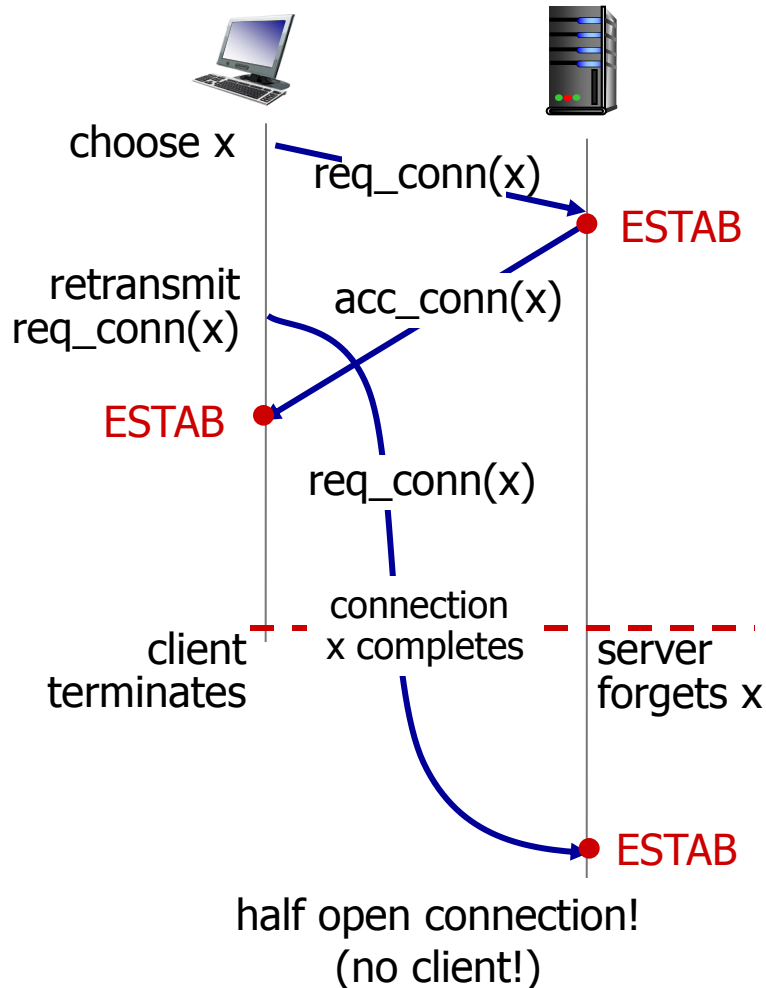 choose x
req_conn(x)
ESTAB
retransmit
req_conn(x)
acc_conn(x)
ESTAB
req_conn(x)
connection
x completes
client
terminates
server
forgets x
ESTAB
half open connection!
(no client!)